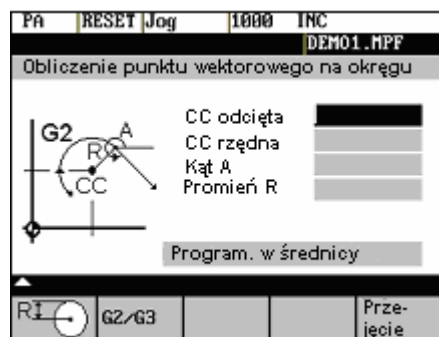 PA RESET Jog 1000 INC
DEMO1.MPF
Obliczenie punktu wektorowego na okręgu
CC odcięta
CC rzędna
Kąt A
Promień R
G2
A
R
CC
Program. w średnicy
R
G2/G3
Prze-
jęcie